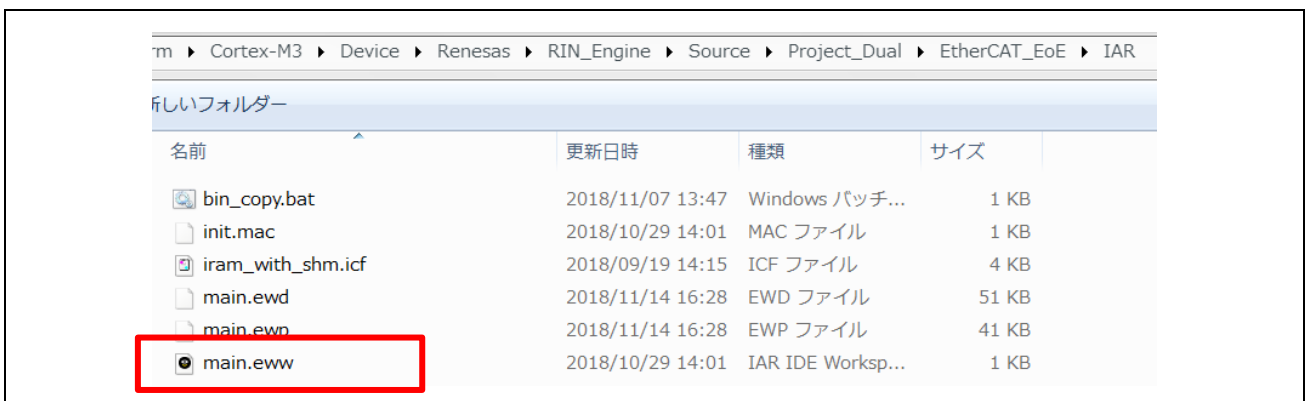 rm ▸ Cortex-M3 ▸ Device ▸ Renesas ▸ RIN_Engine ▸ Source ▸ Project_Dual ▸ EtherCAT_EoE ▸ IAR
新しいフォルダー
名前 更新日時 種類 サイズ
bin_copy.bat 2018/11/07 13:47 Windows バッチ... 1 KB
init.mac 2018/10/29 14:01 MAC ファイル 1 KB
iram_with_shm.icf 2018/09/19 14:15 ICF ファイル 4 KB
main.ewd 2018/11/14 16:28 EWD ファイル 51 KB
main.ewp 2018/11/14 16:28 EWP ファイル 41 KB
main.eww 2018/10/29 14:01 IAR IDE Worksp... 1 KB